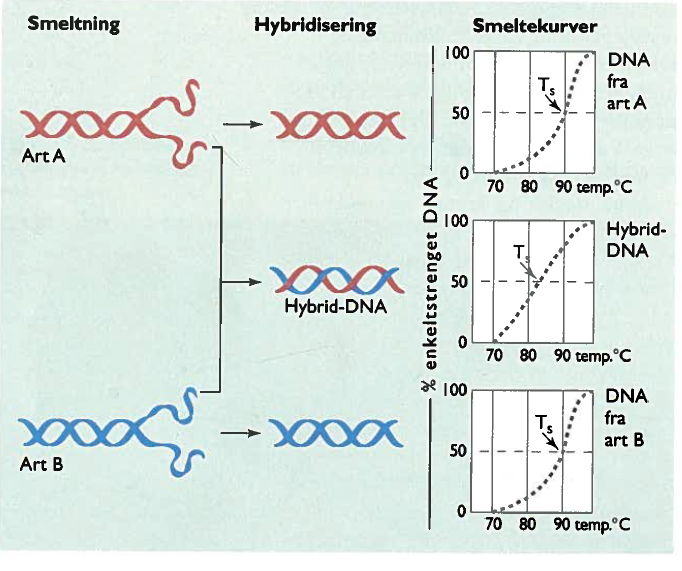 Smeltning
Hybridisering
Smeltekurver
Art A
Hybrid-DNA
Art B
% enkeltstrenget DNA
100
50
0
Ts
70 80 90 temp.°C
DNA
fra
art A
100
50
0
T
70 80 90 temp.°C
Hybrid-
DNA
100
50
0
Ts
70 80 90 temp.°C
DNA
fra
art B